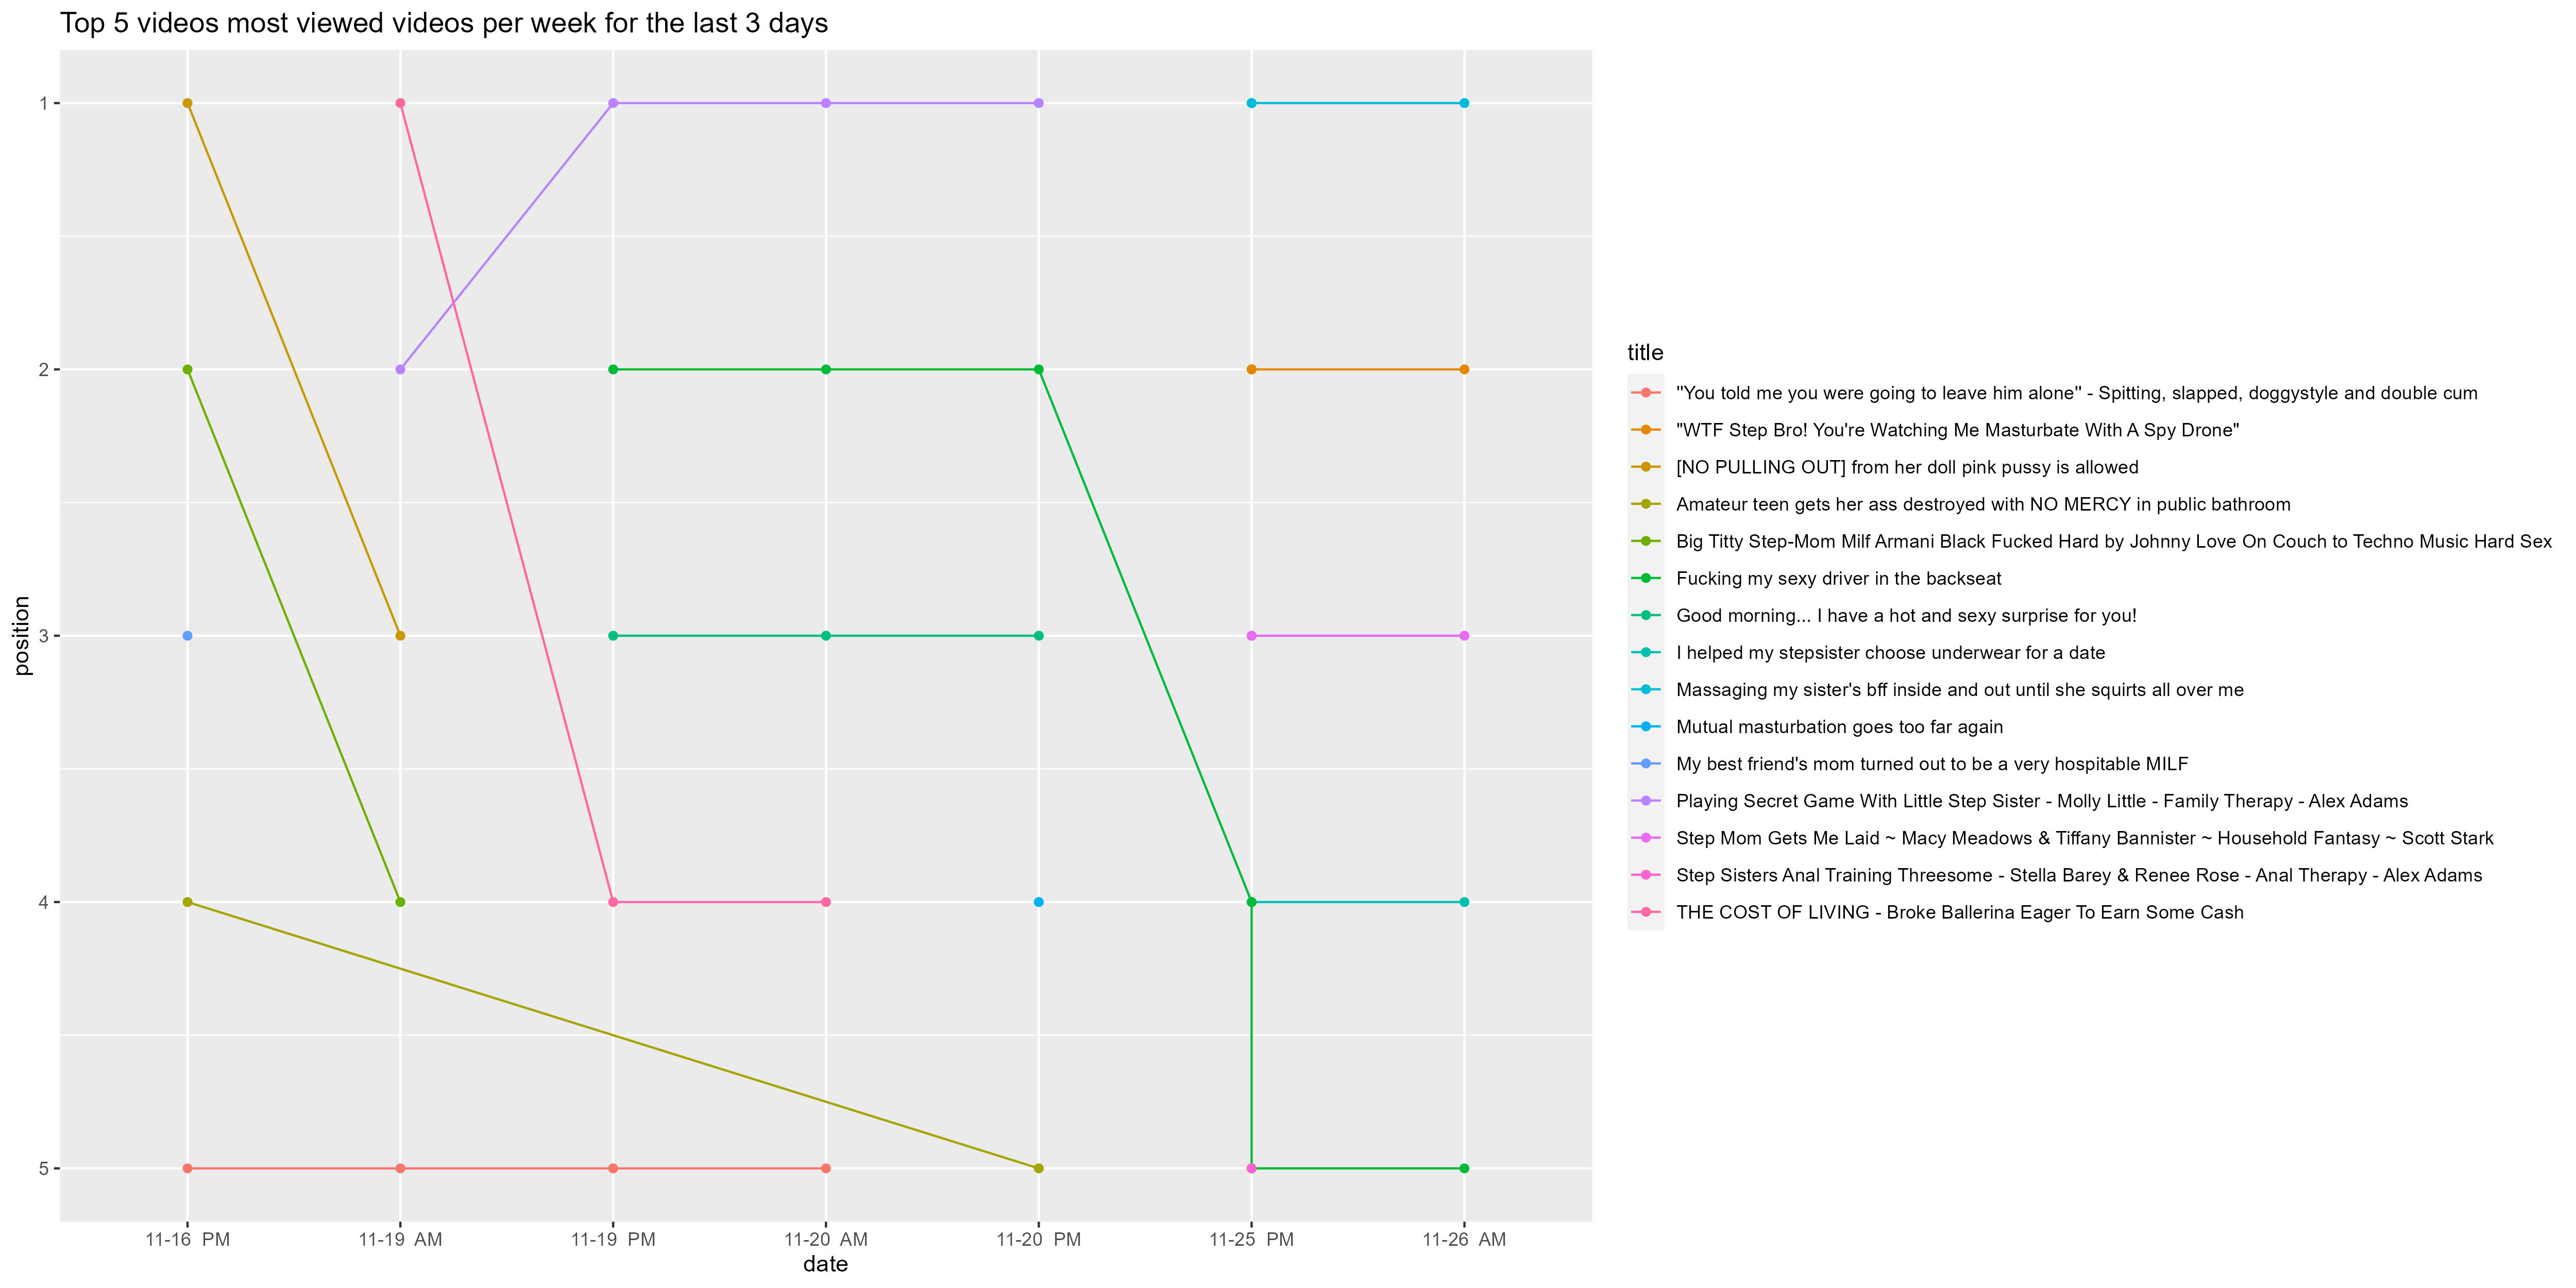 Top 5 videos most viewed videos per week for the last 3 days
position
1
2
3
4
5
11-16 PM
11-19 AM
11-19 PM
11-20 AM
11-20 PM
11-25 PM
11-26 AM
date
title
"You told me you were going to leave him alone" - Spitting, slapped, doggystyle and double cum
"WTF Step Bro! You're Watching Me Masturbate With A Spy Drone"
[NO PULLING OUT] from her doll pink pussy is allowed
Amateur teen gets her ass destroyed with NO MERCY in public bathroom
Big Titty Step-Mom Milf Armani Black Fucked Hard by Johnny Love On Couch to Techno Music Hard Sex
Fucking my sexy driver in the backseat
Good morning... I have a hot and sexy surprise for you!
I helped my stepsister choose underwear for a date
Massaging my sister's bff inside and out until she squirts all over me
Mutual masturbation goes too far again
My best friend's mom turned out to be a very hospitable MILF
Playing Secret Game With Little Step Sister - Molly Little - Family Therapy - Alex Adams
Step Mom Gets Me Laid ~ Macy Meadows & Tiffany Bannister ~ Household Fantasy ~ Scott Stark
Step Sisters Anal Training Threesome - Stella Barey & Renee Rose - Anal Therapy - Alex Adams
THE COST OF LIVING - Broke Ballerina Eager To Earn Some Cash